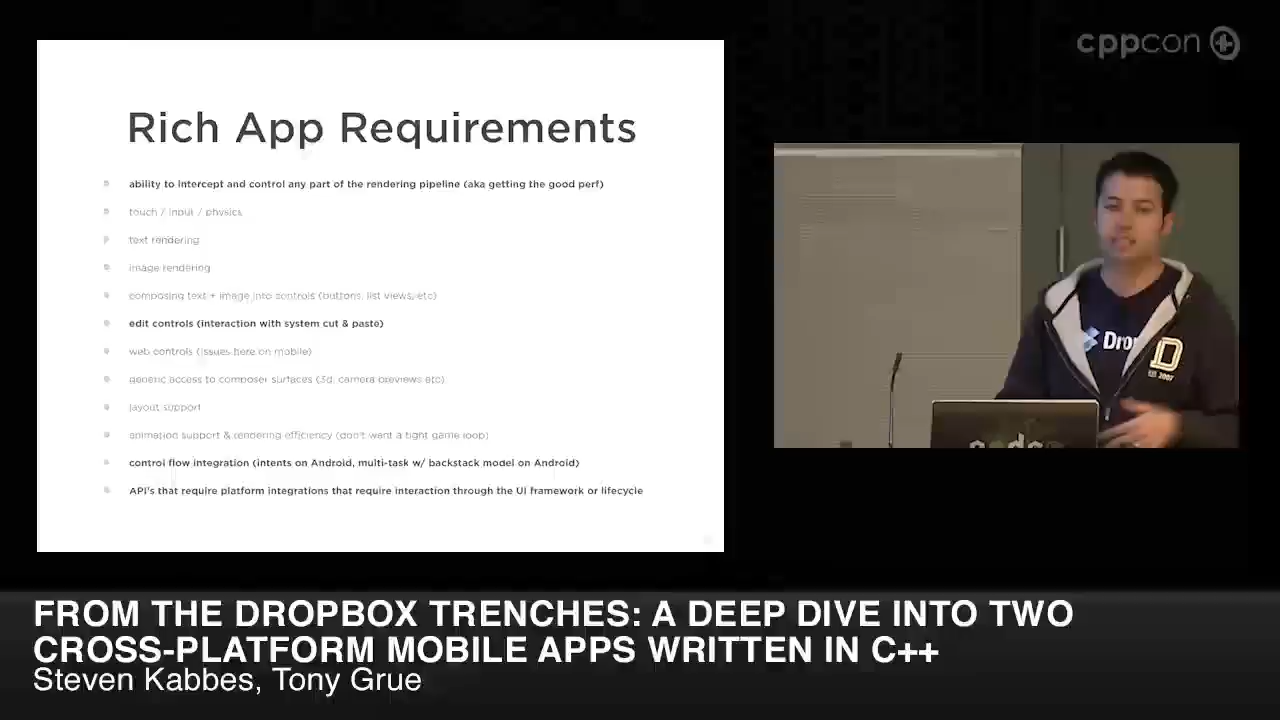 cppcon
Rich App Requirements
ability to intercept and control any part of the rendering pipeline (aka getting the good perf)
touch / input / physics
text rendering
image rendering
composing text + image into controls (buttons, list views, etc)
edit controls (interaction with system cut & paste)
web controls (issues here on mobile)
generic access to composer surfaces (3d, camera previews etc)
layout support
animation support & rendering efficiency (don't want a tight game loop)
control flow integration (intents on Android, multi-task w/ backstack model on Android)
API's that require platform integrations that require interaction through the UI framework or lifecycle
Dro
D
FROM THE DROPBOX TRENCHES: A DEEP DIVE INTO TWO
CROSS-PLATFORM MOBILE APPS WRITTEN IN C++
Steven Kabbes, Tony Grue